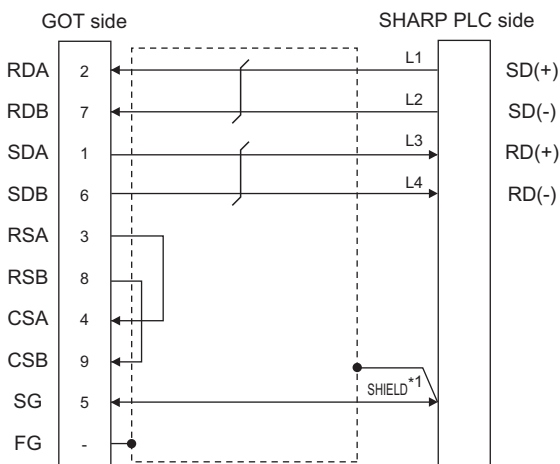 GOT side SHARP PLC side
RDA 2 L1 SD(+)
RDB 7 L2 SD(-)
SDA 1 L3 RD(+)
SDB 6 L4 RD(-)
RSA 3
RSB 8
CSA 4
CSB 9
SHIELD*1
SG 5
FG -